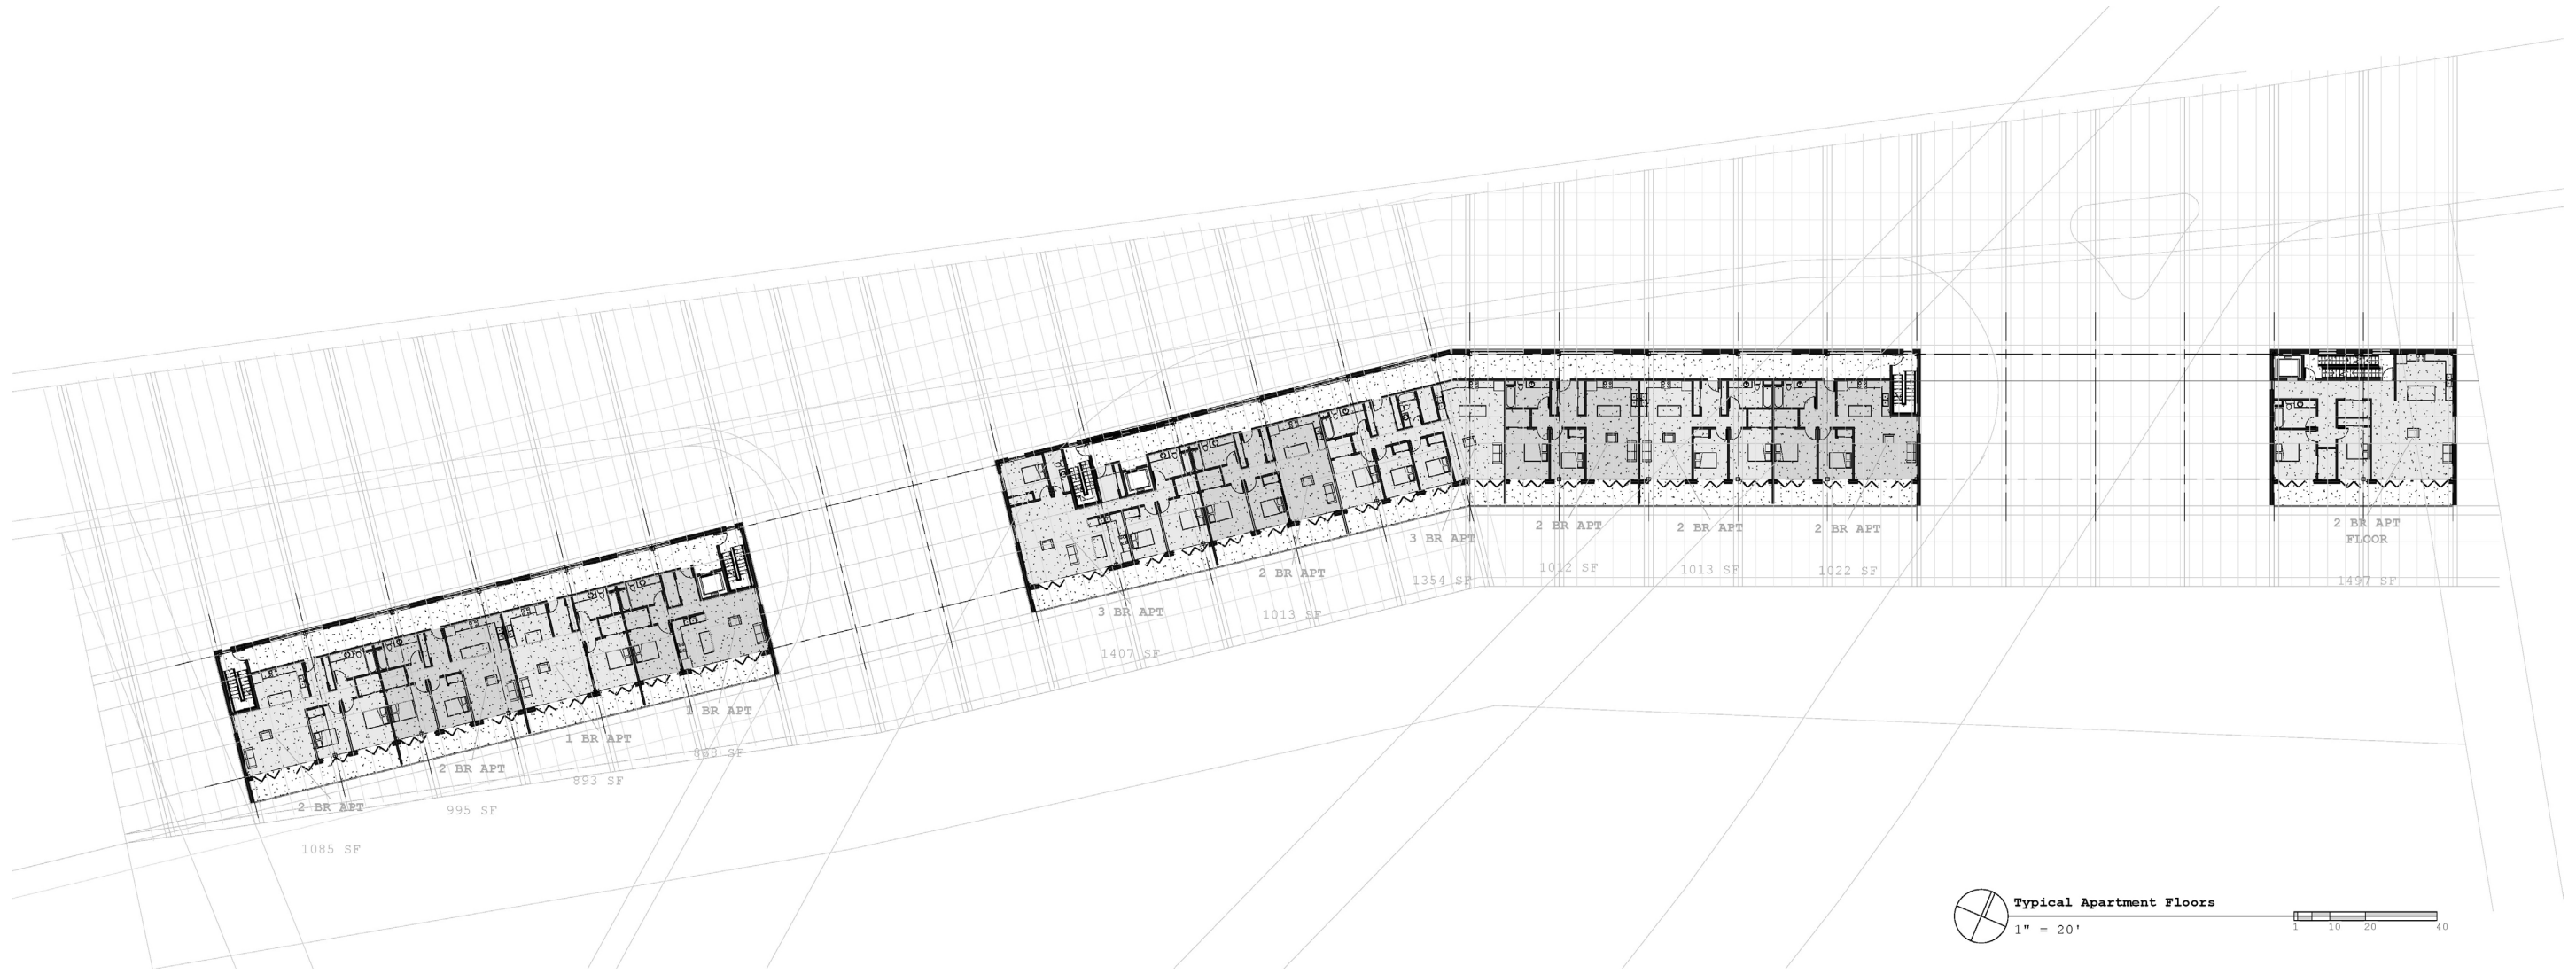 2 BR APT
1085 SF
2 BR APT
995 SF
1 BR APT
893 SF
1 BR APT
868 SF
3 BR APT
1407 SF
2 BR APT
1013 SF
3 BR APT
1354 SF
2 BR APT
1012 SF
2 BR APT
1013 SF
2 BR APT
1022 SF
2 BR APT
FLOOR
1497 SF
Typical Apartment Floors
1" = 20'
1 10 20 40